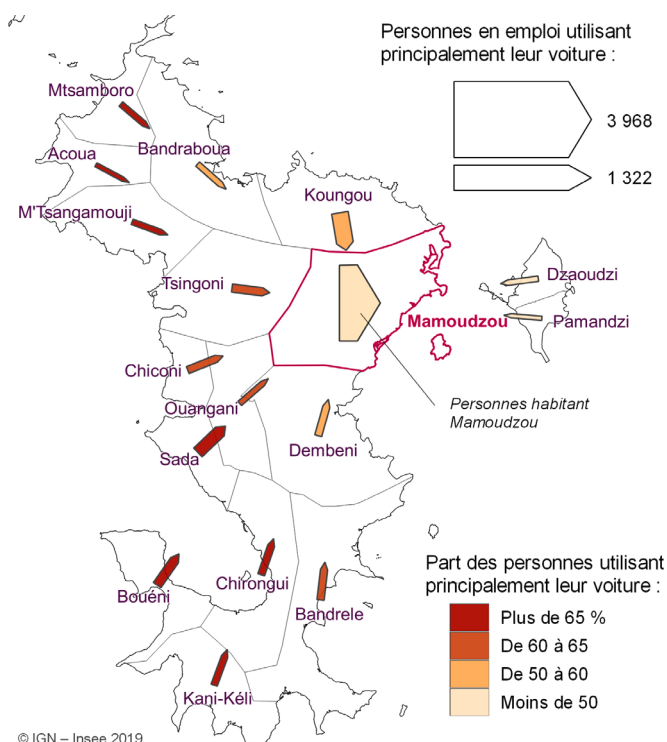 Personnes en emploi utilisant
principalement leur voiture :
3 968
1 322
Mtsamboro
Acoua
Bandraboua
M'Tsangamouji
Koungou
Tsingoni
Dzaoudzi
Mamoudzou
Pamandzi
Chiconi
Ouangani
Personnes habitant
Mamoudzou
Sada
Dembeni
Bouéni
Chirongui
Bandrele
Kani-Kéli
Part des personnes utilisant
principalement leur voiture :
Plus de 65 %
De 60 à 65
De 50 à 60
Moins de 50
© IGN – Insee 2019